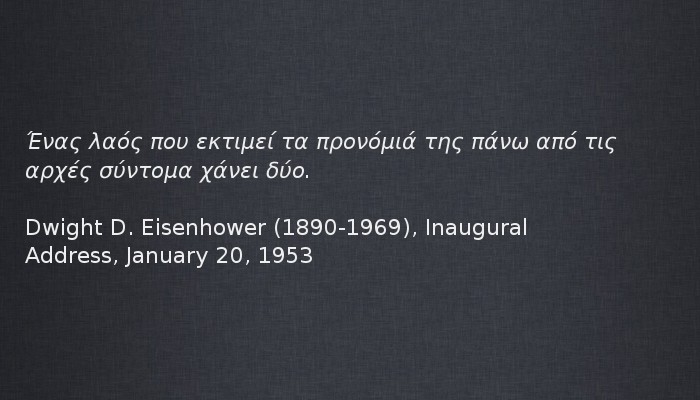 Ένας λαός που εκτιμεί τα προνόμιά της πάνω από τις
αρχές σύντομα χάνει δύο.
Dwight D. Eisenhower (1890-1969), Inaugural
Address, January 20, 1953